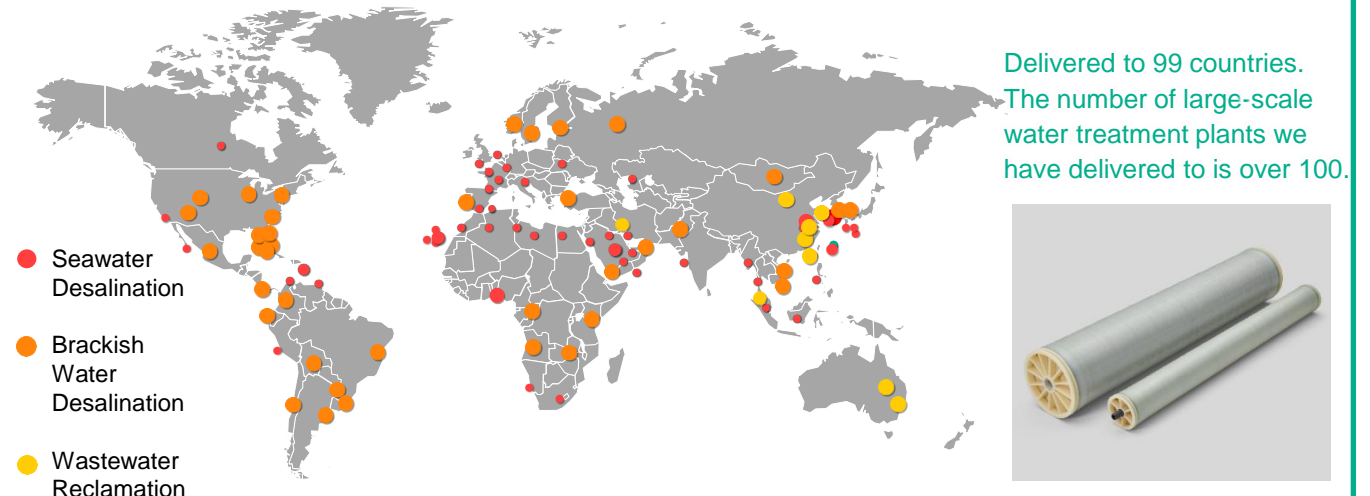 Delivered to 99 countries.
The number of large-scale
water treatment plants we
have delivered to is over 100.
Seawater
Desalination
Brackish
Water
Desalination
Wastewater
Reclamation